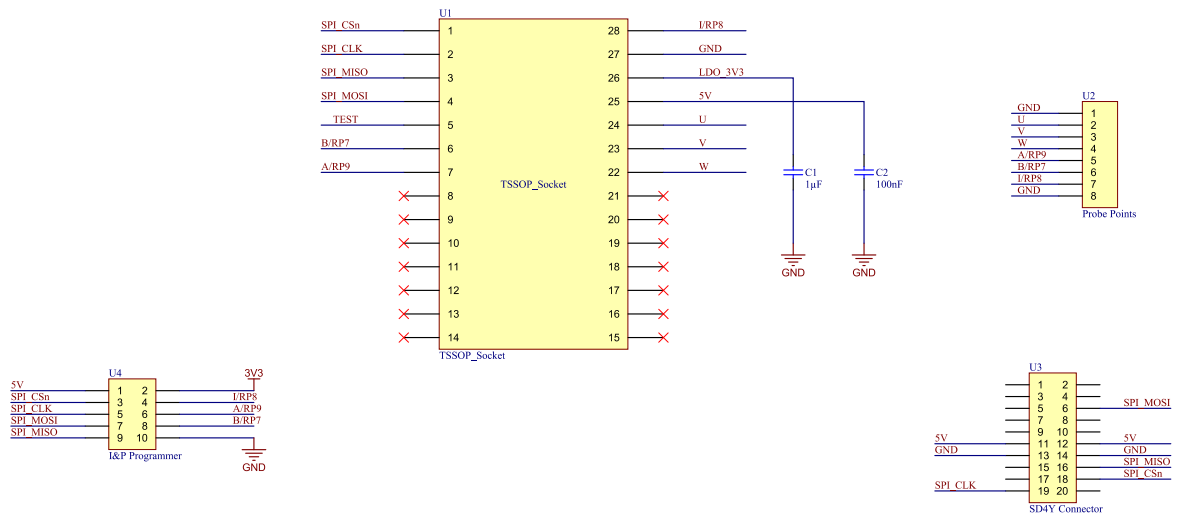 U1
SPI_CSn 1 28 I/RP8
SPI_CLK 2 27 GND
SPI_MISO 3 26 LDO_3V3
SPI_MOSI 4 25 5V
TEST 5 24 U
B/RP7 6 23 V
A/RP9 7 22 W
TSSOP_Socket
8 21
9 20
10 19
11 18
12 17
13 16
14 15
TSSOP_Socket
C1
1µF
GND
C2
100nF
GND
U2
GND 1
U 2
V 3
W 4
A/RP9 5
B/RP7 6
I/RP8 7
GND 8
Probe Points
U4
3V3
5V 1 2
SPI_CSn 3 4 I/RP8
SPI_CLK 5 6 A/RP9
SPI_MOSI 7 8 B/RP7
SPI_MISO 9 10
I&P Programmer
GND
U3
1 2
3 4
5 6 SPI_MOSI
7 8
9 10
5V 11 12 5V
GND 13 14 GND
15 16 SPI_MISO
17 18 SPI_CSn
SPI_CLK 19 20
SD4Y Connector